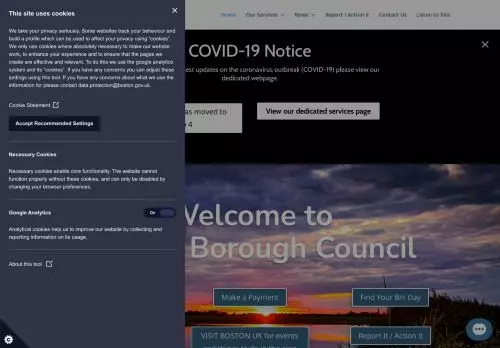 This site uses cookies
We take your privacy seriously. Some websites track your behaviour and
build a profile which can be used to affect your privacy using "cookies".
We only use cookies where absolutely necessary to make our website
work, to enhance your experience and to ensure that the pages we
create are effective and relevant. To do this we use the google analytics
system and its "cookies". If you have any concerns you can adjust these
settings using this tool. If you have any concerns about what we use the
information for please contact data.protection@boston.gov.uk.
Cookie Statement
Accept Recommended Settings
Necessary Cookies
Necessary cookies enable core functionality. The website cannot
function properly without these cookies, and can only be disabled by
changing your browser preferences.
Google Analytics
On
Analytical cookies help us to improve our website by collecting and
reporting information on its usage.
About this tool
Home Our Services News Report / Action It Contact Us Listen to Site
COVID-19 Notice
est updates on the coronavirus outbreak (COVID-19) please view our
dedicated webpage.
as moved to
4
View our dedicated services page
Welcome to
Borough Council
Make a Payment
Find Your Bin Day
VISIT BOSTON UK for events
Report It / Action It